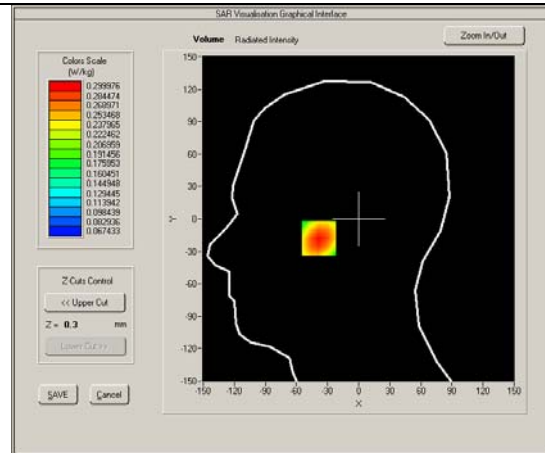 SAR Visualisation Graphical Interface
Volume Radiated Intensity
Zoom In/Out
Colors Scale
(W/kg)
0.299976
0.284474
0.268971
0.253468
0.237965
0.222462
0.206959
0.191456
0.175953
0.160451
0.144948
0.129445
0.113942
0.098439
0.082936
0.067433
Z Cuts Control
<< Upper Cut
Z = 0.3 mm
Lower Cut >>
SAVE Cancel
150
120
90
60
30
0
-30
-60
-90
-120
-150
Y
-150 -120 -90 -60 -30 0 30 60 90 120 150
X